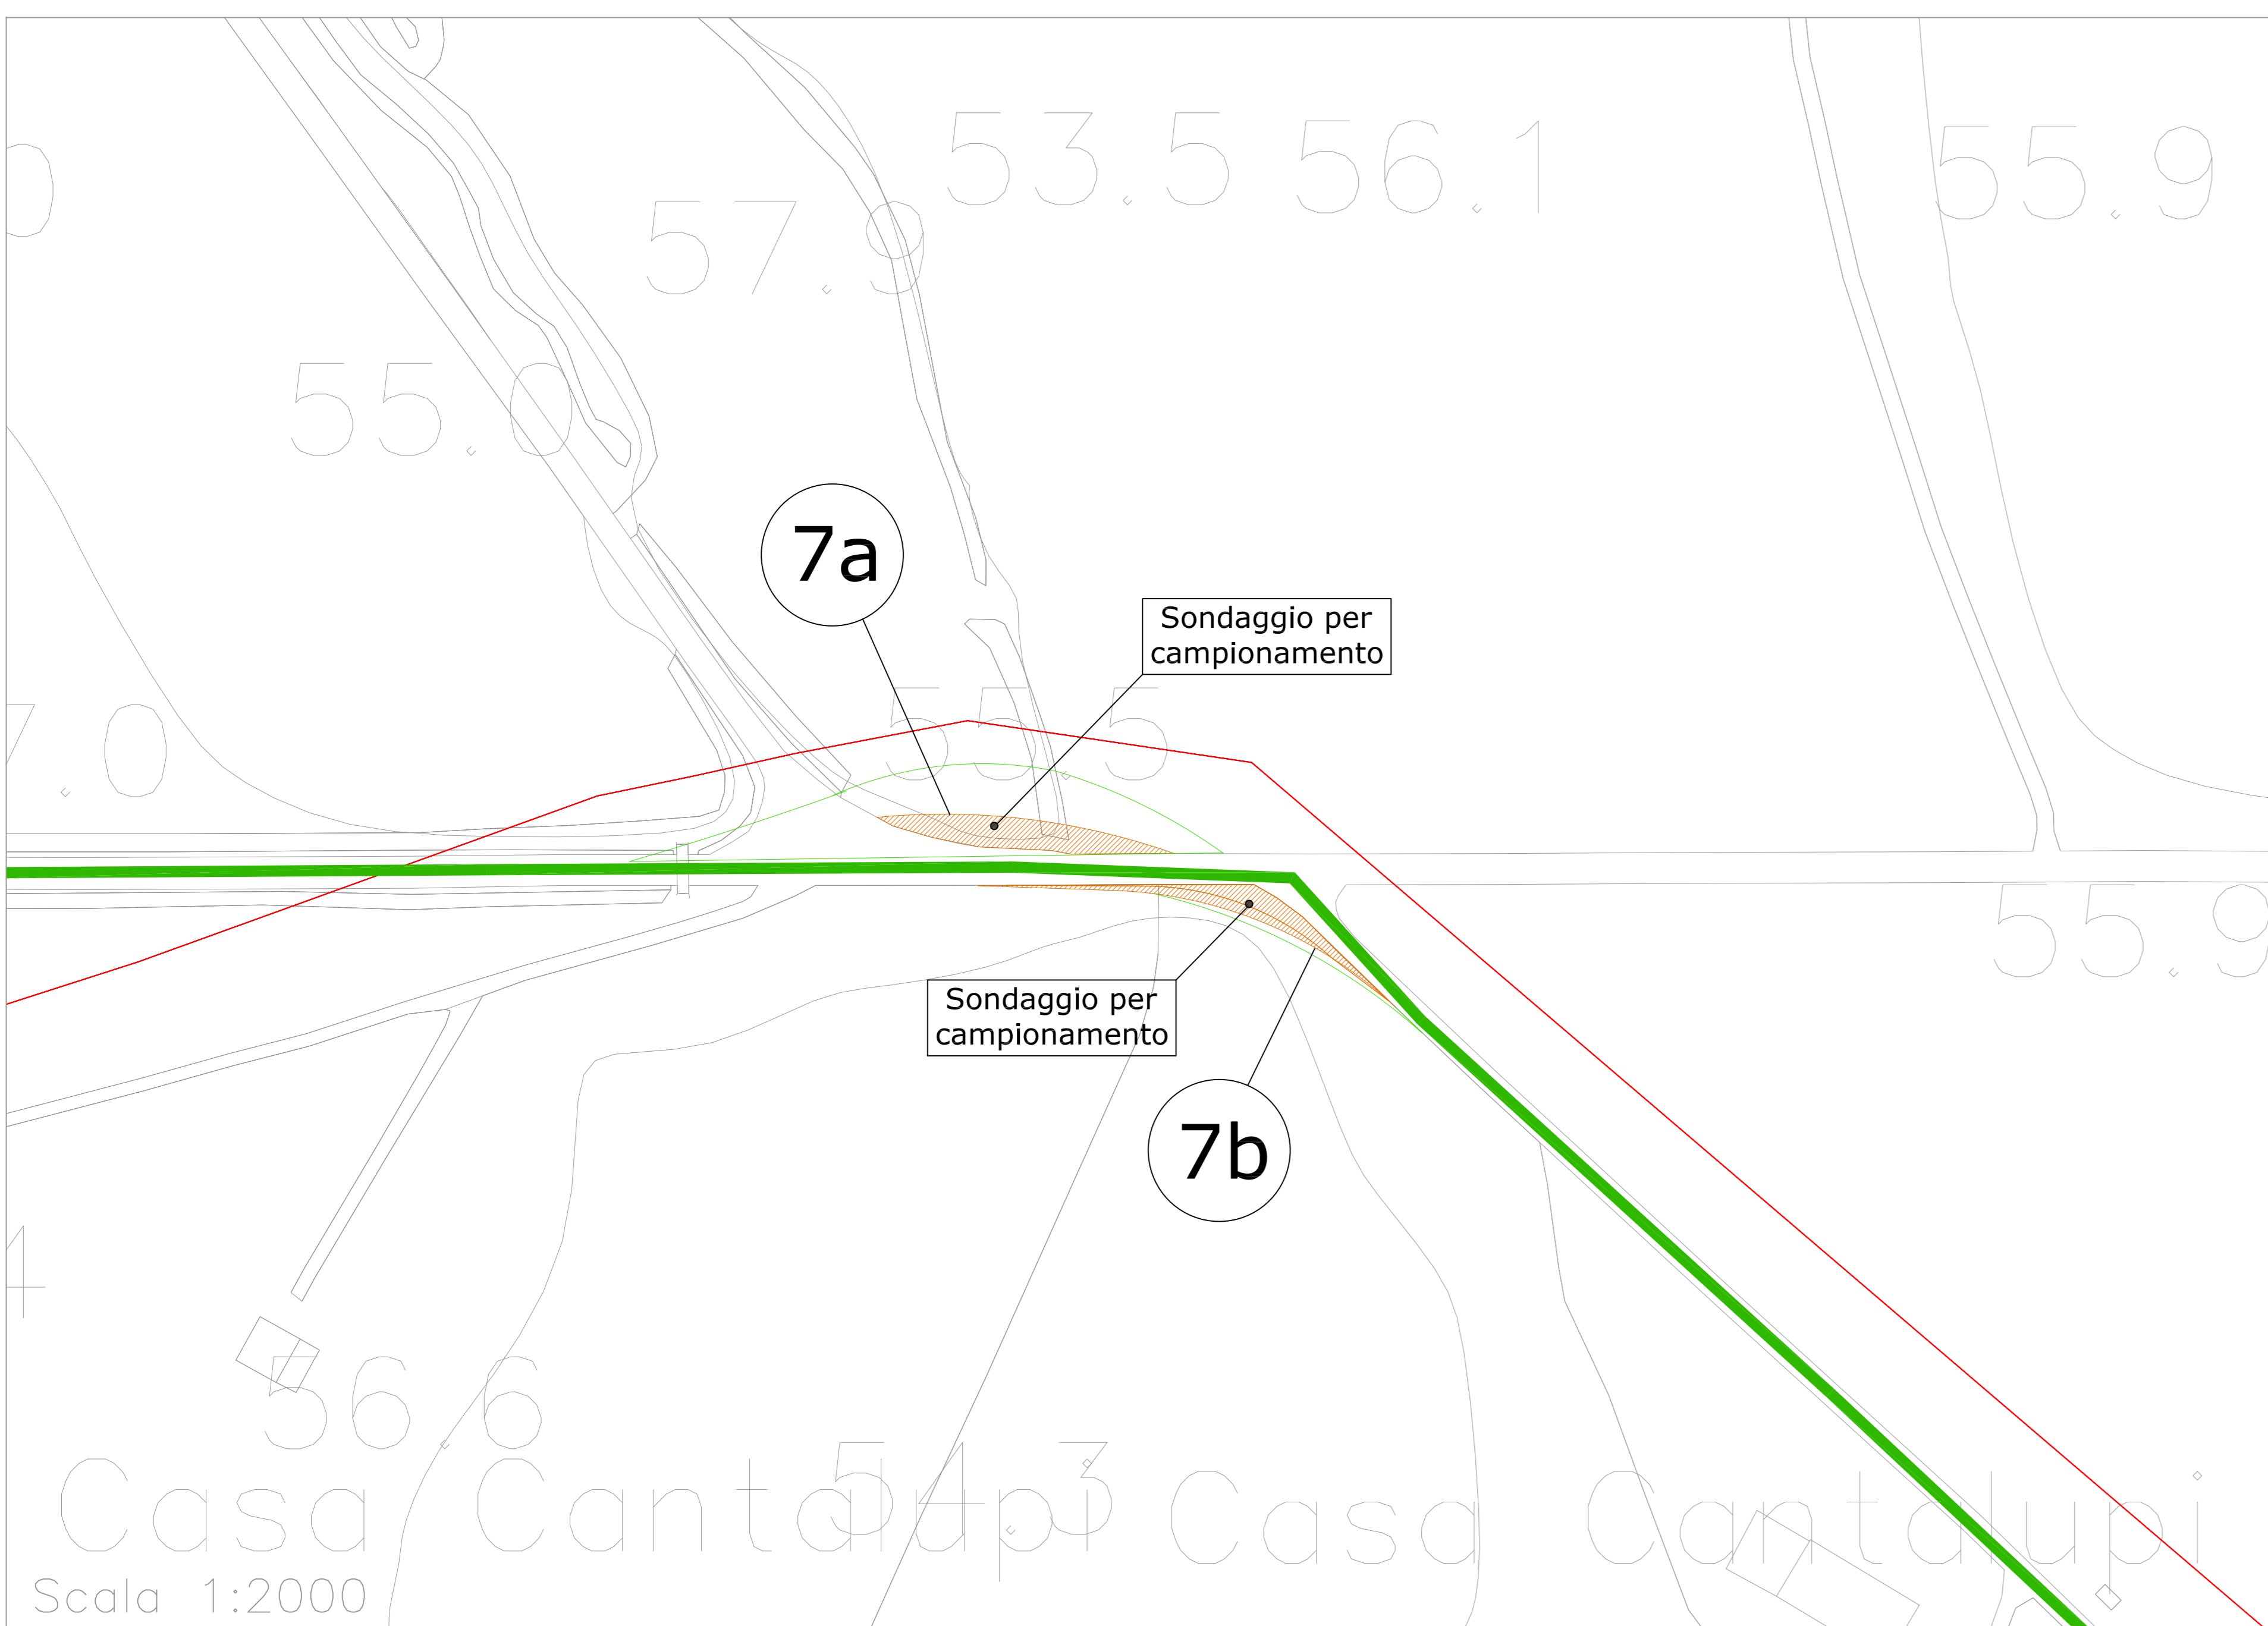 53.5
56.1
55.9
57.9
55.0
7a
Sondaggio per
campionamento
55.5
7.0
55.9
Sondaggio per
campionamento
7b
56.6
54.3
Casa Cantalupi
Casa Cantalupi
Scala 1:2000